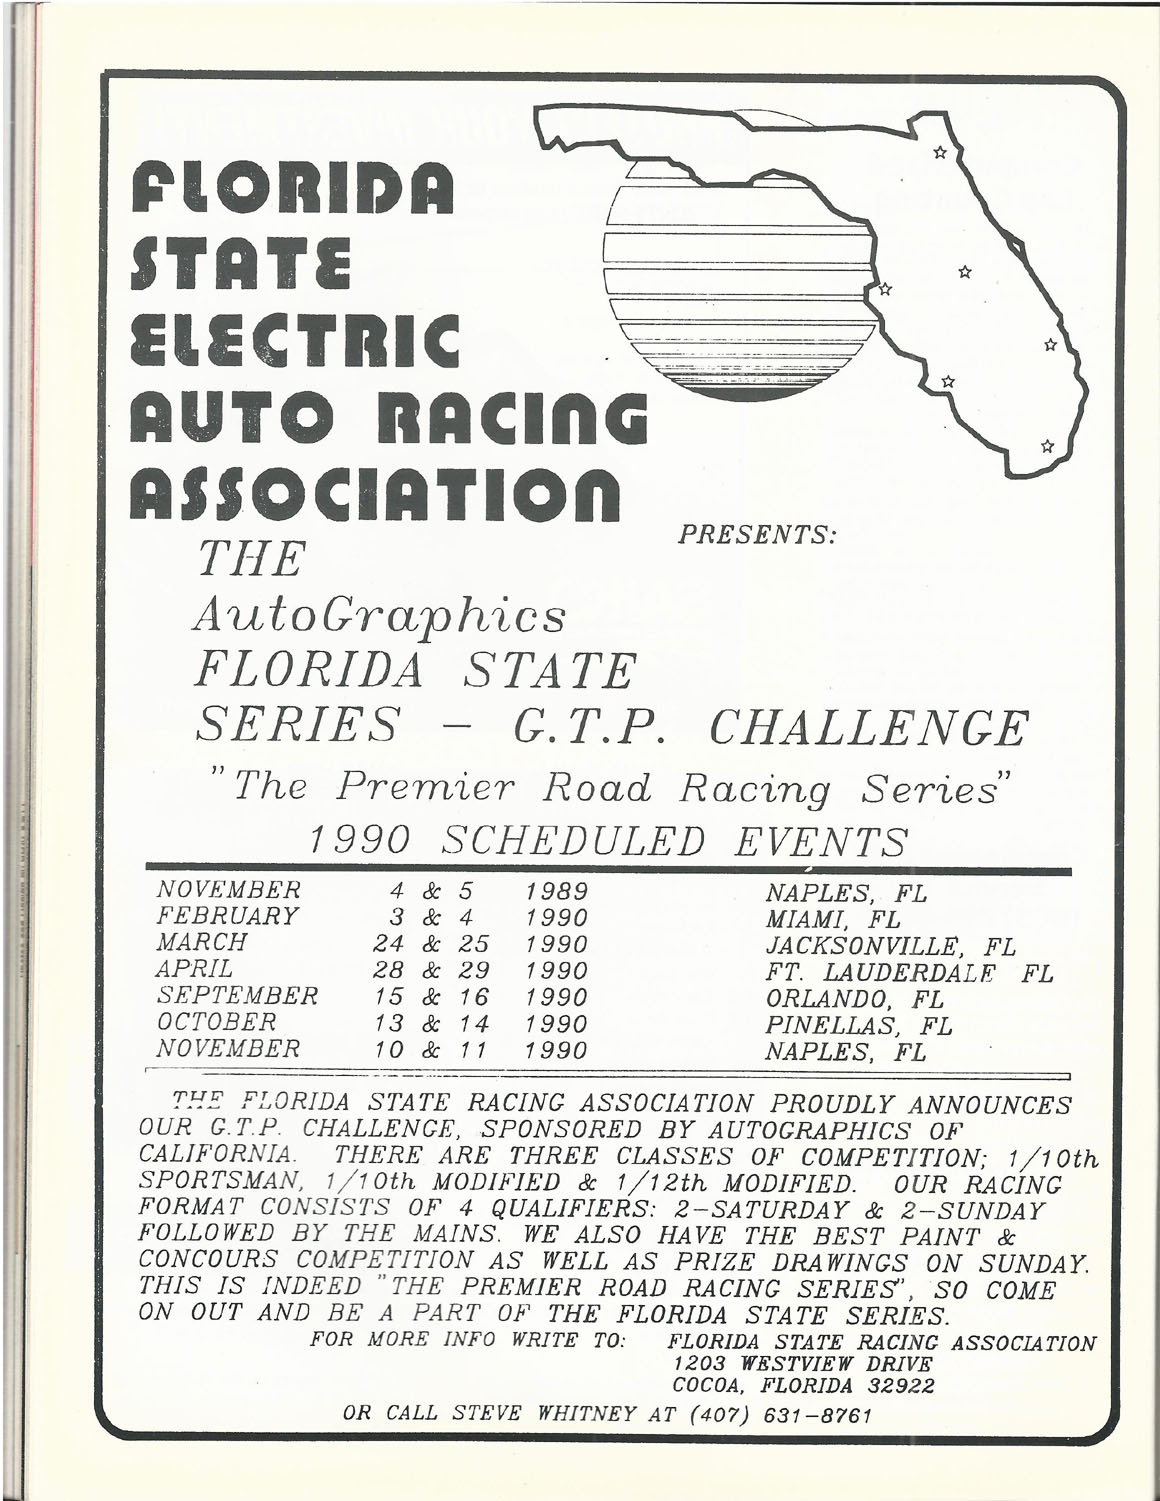 FLORIDA
STATE
ELECTRIC
AUTO RACING
ASSOCIATION
PRESENTS:
THE
AutoGraphics
FLORIDA STATE
SERIES - G.T.P. CHALLENGE
"The Premier Road Racing Series"
1990 SCHEDULED EVENTS
NOVEMBER 4 & 5 1989 NAPLES, FL
FEBRUARY 3 & 4 1990 MIAMI, FL
MARCH 24 & 25 1990 JACKSONVILLE, FL
APRIL 28 & 29 1990 FT. LAUDERDALE FL
SEPTEMBER 15 & 16 1990 ORLANDO, FL
OCTOBER 13 & 14 1990 PINELLAS, FL
NOVEMBER 10 & 11 1990 NAPLES, FL
THE FLORIDA STATE RACING ASSOCIATION PROUDLY ANNOUNCES
OUR G.T.P. CHALLENGE, SPONSORED BY AUTOGRAPHICS OF
CALIFORNIA. THERE ARE THREE CLASSES OF COMPETITION; 1/10th
SPORTSMAN, 1/10th MODIFIED & 1/12th MODIFIED. OUR RACING
FORMAT CONSISTS OF 4 QUALIFIERS: 2-SATURDAY & 2-SUNDAY
FOLLOWED BY THE MAINS. WE ALSO HAVE THE BEST PAINT &
CONCOURS COMPETITION AS WELL AS PRIZE DRAWINGS ON SUNDAY.
THIS IS INDEED "THE PREMIER ROAD RACING SERIES", SO COME
ON OUT AND BE A PART OF THE FLORIDA STATE SERIES.
FOR MORE INFO WRITE TO: FLORIDA STATE RACING ASSOCIATION
1203 WESTVIEW DRIVE
COCOA, FLORIDA 32922
OR CALL STEVE WHITNEY AT (407) 631-8761